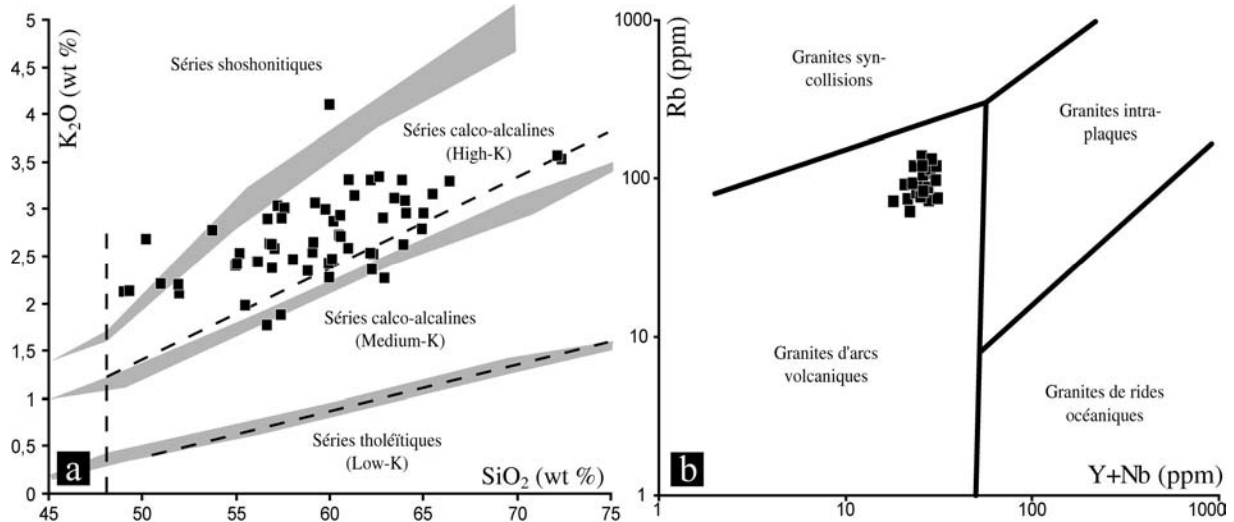 5
4,5
4
3,5
3
2,5
2
1,5
1
0,5
0
K₂O (wt %)
Séries shoshonitiques
Séries calco-alcalines
(High-K)
Séries calco-alcalines
(Medium-K)
Séries tholéïtiques
(Low-K)
a
SiO₂ (wt %)
45 50 55 60 65 70 75
1000
100
10
1
Rb (ppm)
Granites syn-
collisions
Granites intra-
plaques
Granites d'arcs
volcaniques
Granites de rides
océaniques
b
Y+Nb (ppm)
1 10 100 1000